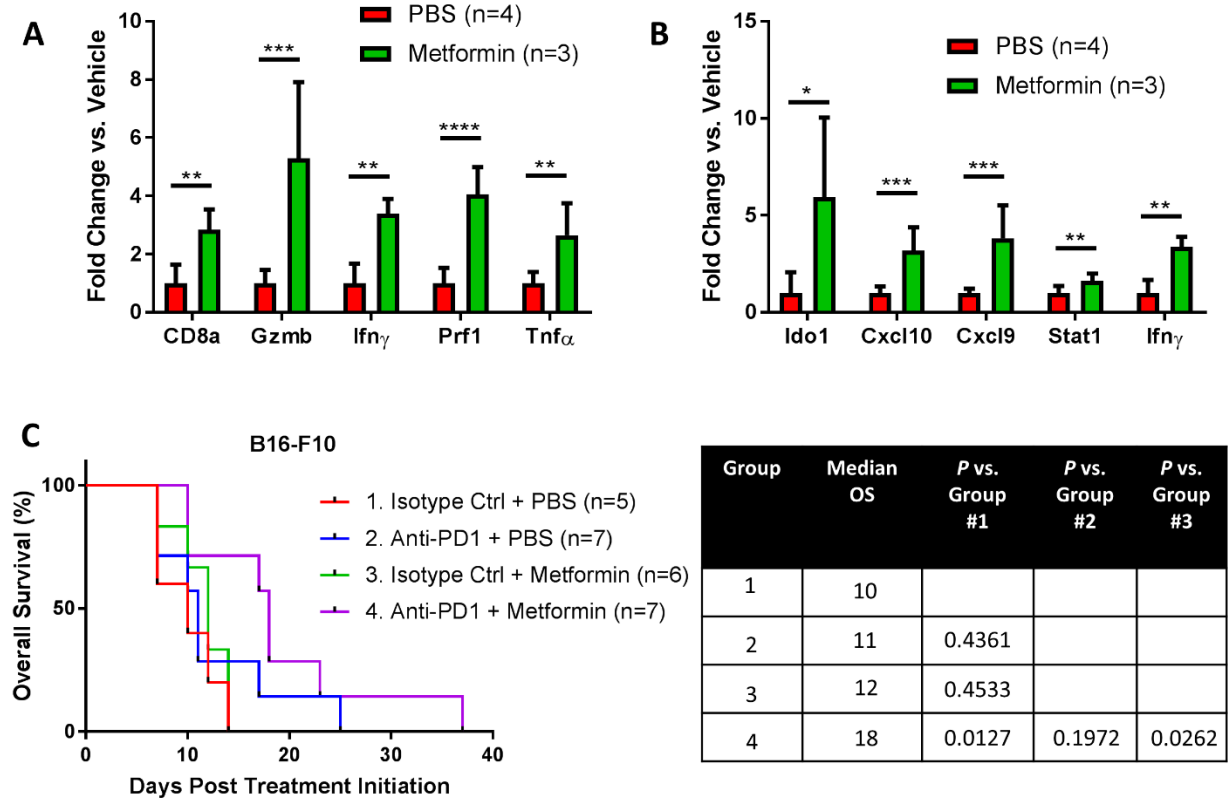 A
Fold Change vs. Vehicle
10
8
6
4
2
0
PBS (n=4)
Metformin (n=3)
**
***
**
****
**
CD8a Gzmb Ifnγ Prf1 Tnfα
B
Fold Change vs. Vehicle
15
10
5
0
PBS (n=4)
Metformin (n=3)
*
***
***
**
**
Ido1 Cxcl10 Cxcl9 Stat1 Ifnγ
C
B16-F10
Overall Survival (%)
100
50
0
1. Isotype Ctrl + PBS (n=5)
2. Anti-PD1 + PBS (n=7)
3. Isotype Ctrl + Metformin (n=6)
4. Anti-PD1 + Metformin (n=7)
0 10 20 30 40
Days Post Treatment Initiation
Group Median P vs. P vs. P vs.
OS Group Group Group
#1 #2 #3
1 10
2 11 0.4361
3 12 0.4533
4 18 0.0127 0.1972 0.0262